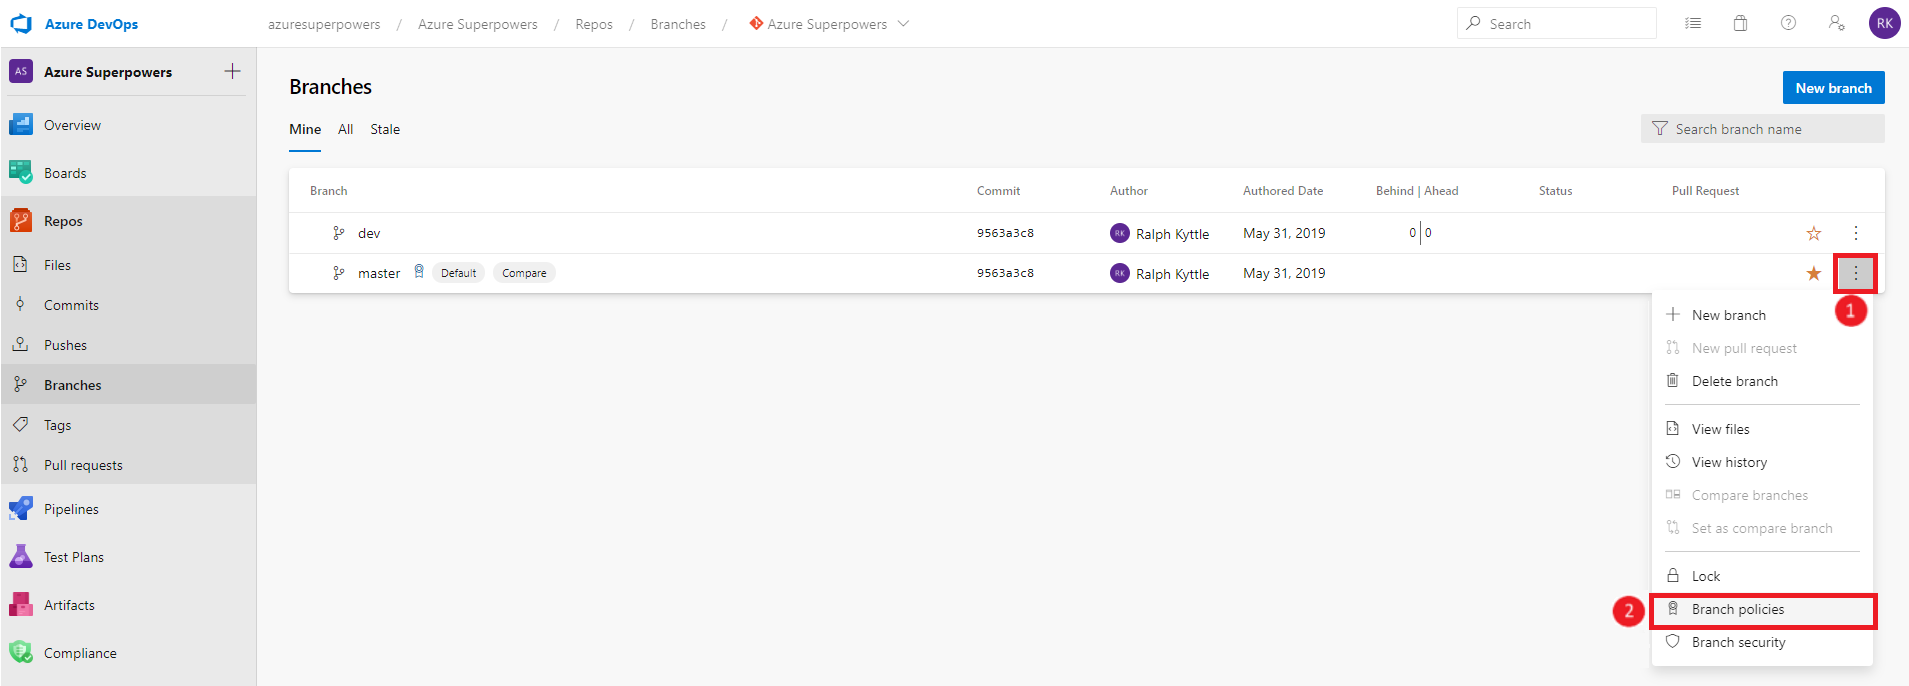 Azure DevOps
azuresuperpowers / Azure Superpowers / Repos / Branches / Azure Superpowers
Search
RK
AS Azure Superpowers
Overview
Boards
Repos
Files
Commits
Pushes
Branches
Tags
Pull requests
Pipelines
Test Plans
Artifacts
Compliance
Branches
New branch
Mine All Stale
Search branch name
Branch Commit Author Authored Date Behind | Ahead Status Pull Request
dev 9563a3c8 RK Ralph Kyttle May 31, 2019 0 | 0
master Default Compare 9563a3c8 RK Ralph Kyttle May 31, 2019
1
New branch
New pull request
Delete branch
View files
View history
Compare branches
Set as compare branch
Lock
2 Branch policies
Branch security